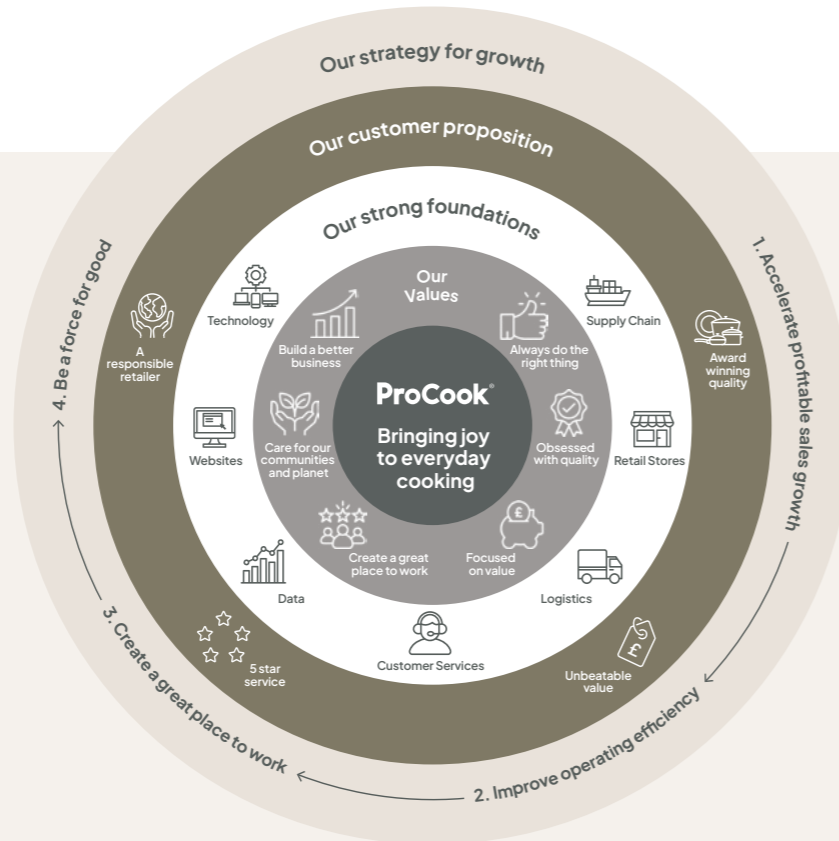 Our strategy for growth
Our customer proposition
Our strong foundations
Our
Values
ProCook®
Bringing joy
to everyday
cooking
Build a better
business
Always do the
right thing
Care for our
communities
and planet
Obsessed
with quality
Create a great
place to work
Focused
on value
£
Technology
Supply Chain
Websites
Retail Stores
Data
Logistics
Customer Services
A
responsible
retailer
Award
winning
quality
5 star
service
Unbeatable
value
£
1. Accelerate profitable sales growth
2. Improve operating efficiency
3. Create a great place to work
4. Be a force for good